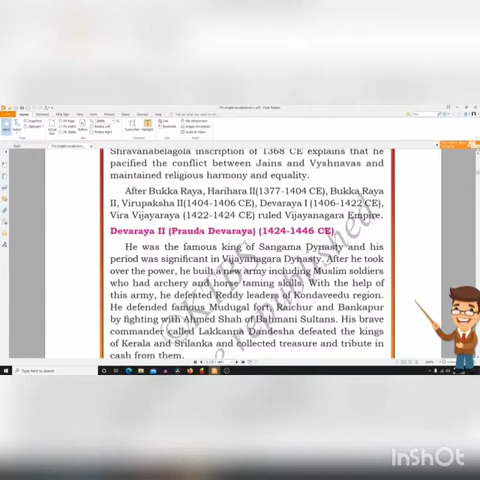 Shravanabelagola inscription of 1368 CE explains that he
pacified the conflict between Jains and Vyshnavas and
maintained religious harmony and equality.
After Bukka Raya, Harihara II(1377-1404 CE), Bukka Raya
II, Virupaksha II(1404-1406 CE), Devaraya I (1406-1422 CE),
Vira Vijayaraya (1422-1424 CE) ruled Vijayanagara Empire.
Devaraya II (Prauda Devaraya) (1424-1446 CE)
He was the famous king of Sangama Dynasty and his
period was significant in Vijayanagara Dynasty. After he took
over the power, he built a new army including Muslim soldiers
who had archery and horse taming skills. With the help of
this army, he defeated Reddy leaders of Kondaveedu region.
He defended famous Mudugal fort, Raichur and Bankapur
by fighting with Ahmed Shah of Bahmani Sultans. His brave
commander called Lakkanna Dandesha defeated the kings
of Kerala and Srilanka and collected treasure and tribute in
cash from them.
©KTBS
republished
Type here to search
InShOt